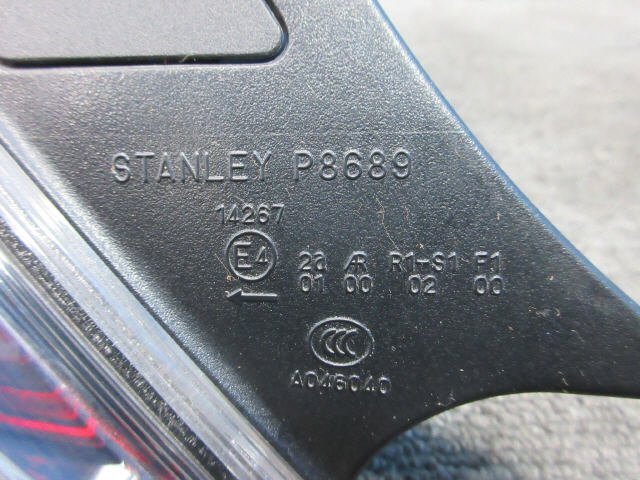 STANLEY P8689
14267
E4 2a AR R1-S1 F1
01 00 02 00
CCC
A046040